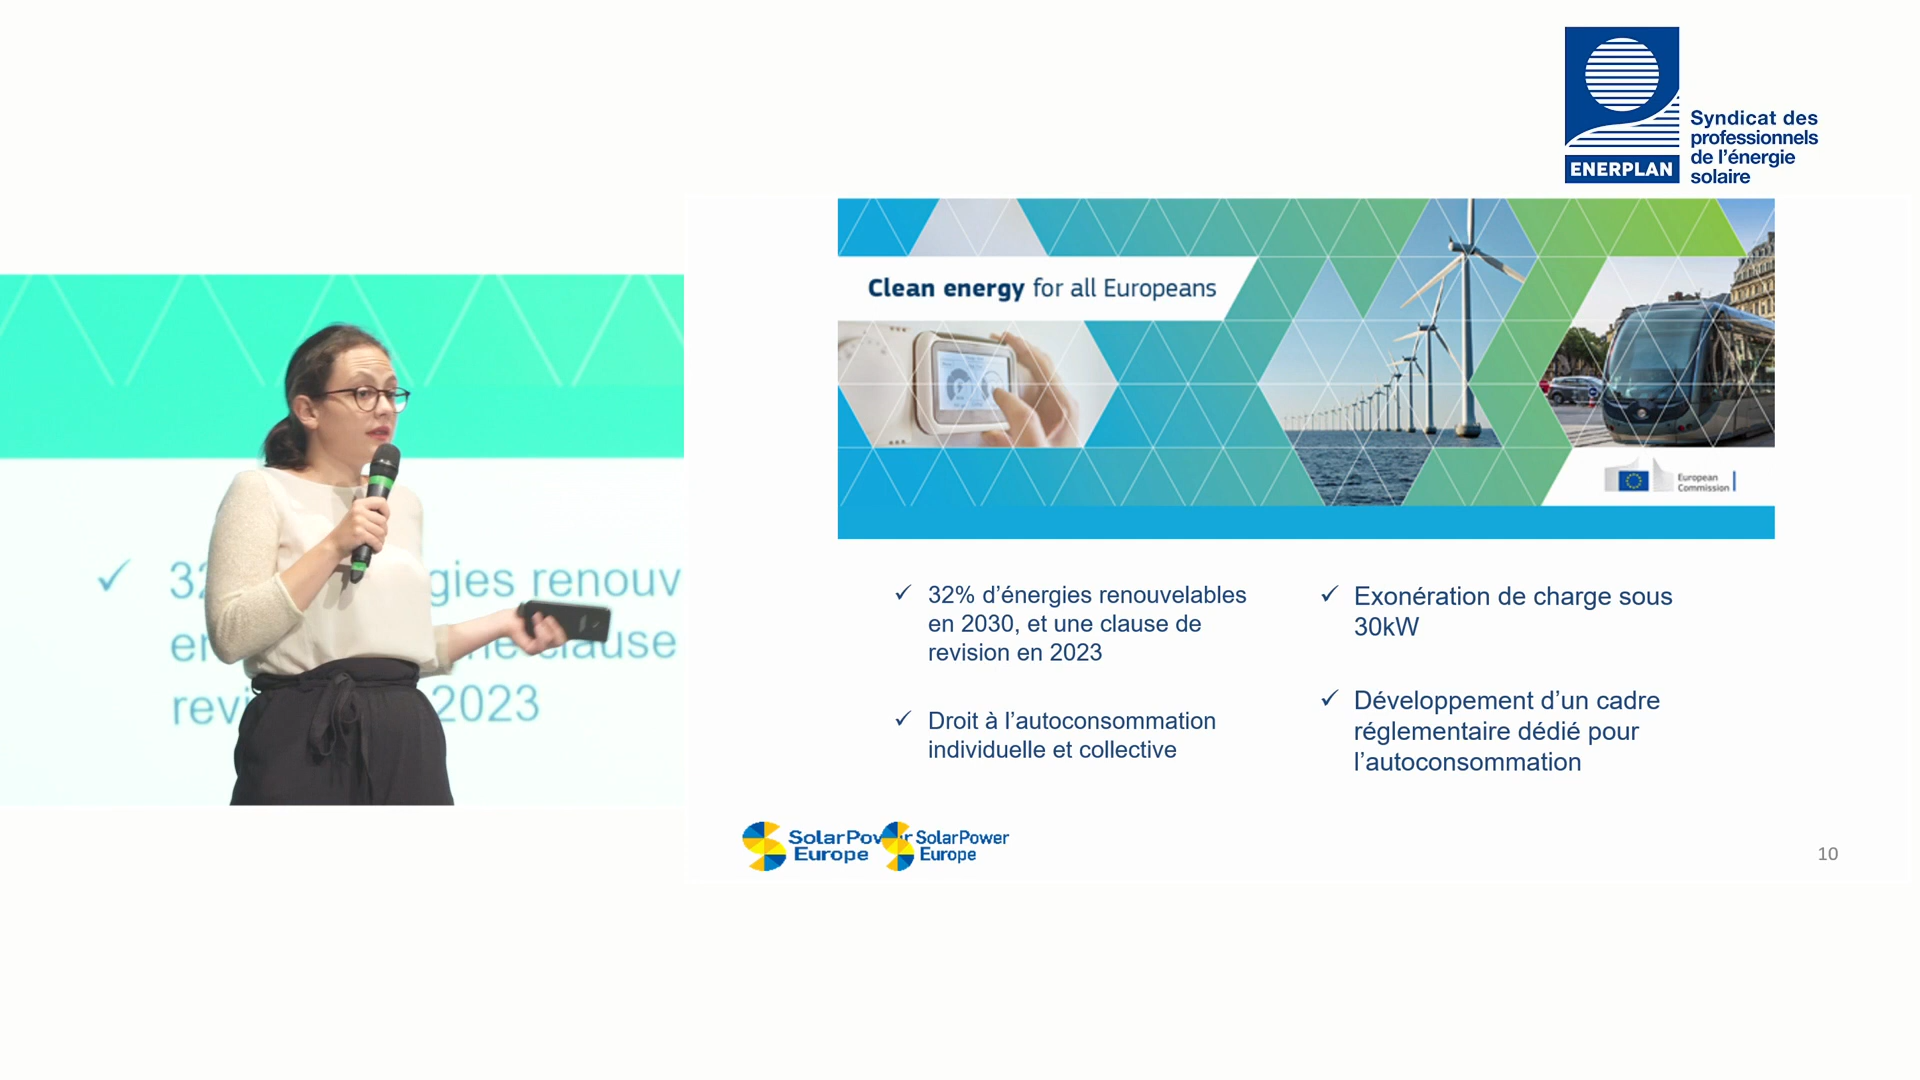 Syndicat des
professionnels
de l'énergie
solaire
ENERPLAN
Clean energy for all Europeans
European
Commission
✓ 32% d'énergies renouvelables
en 2030, et une clause de
revision en 2023
✓ Droit à l'autoconsommation
individuelle et collective
✓ Exonération de charge sous
30kW
✓ Développement d'un cadre
réglementaire dédié pour
l'autoconsommation
✓ 32 gies renouv
clause
2023
SolarPower
Europe
SolarPower
Europe
10